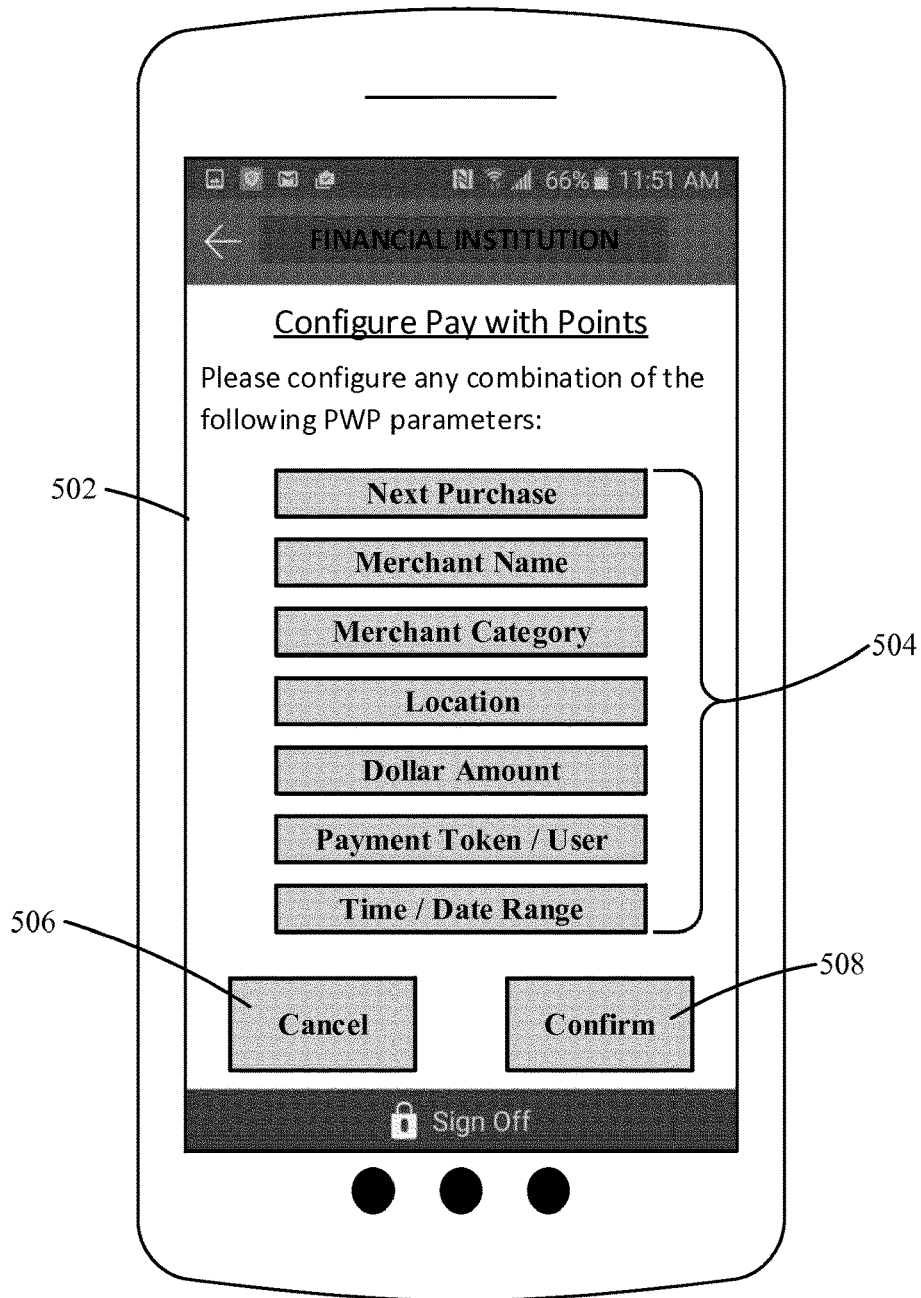 66% 11:51 AM
FINANCIAL INSTITUTION
Configure Pay with Points
Please configure any combination of the
following PWP parameters:
502
Next Purchase
Merchant Name
Merchant Category
504
Location
Dollar Amount
Payment Token / User
Time / Date Range
506
508
Cancel
Confirm
Sign Off